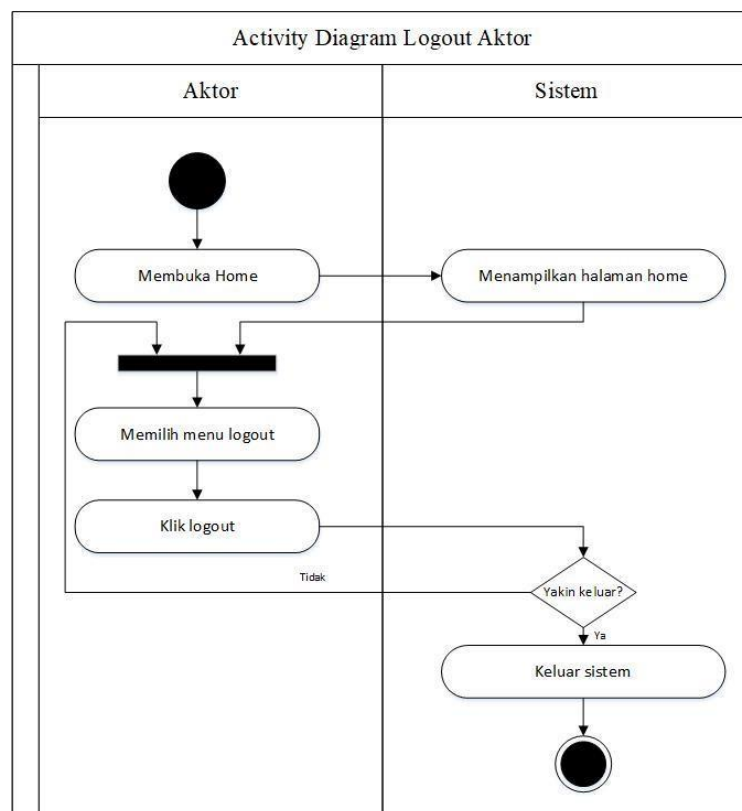 Activity Diagram Logout Aktor
Aktor
Sistem
Membuka Home
Menampilkan halaman home
Memilih menu logout
Klik logout
Tidak
Yakin keluar?
Ya
Keluar sistem